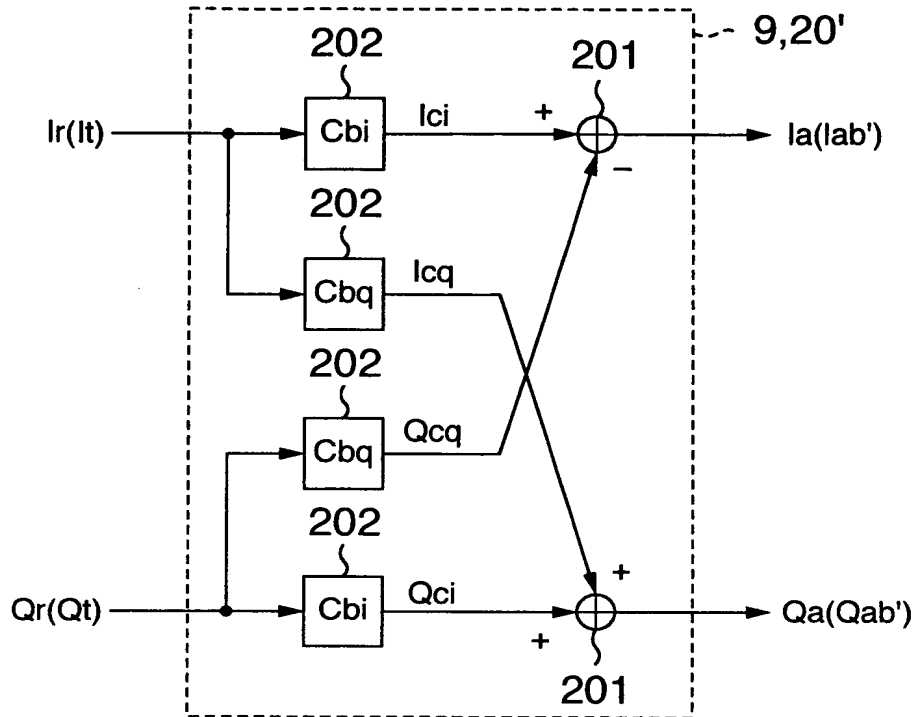 9,20'
202
201
Ir(It)
Cbi
Ici
+
Ia(Iab')
−
202
Cbq
Icq
202
Cbq
Qcq
202
+
Qr(Qt)
Cbi
Qci
+
Qa(Qab')
201